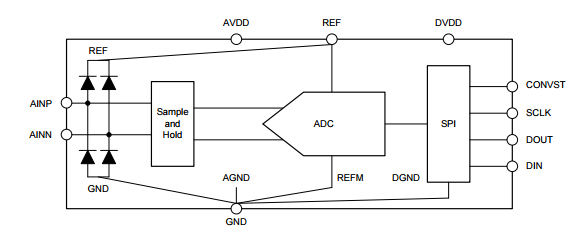 AVDD
REF
DVDD
REF
AINP
AINN
Sample
and
Hold
ADC
SPI
CONVST
SCLK
DOUT
DIN
GND
AGND
REFM
DGND
GND